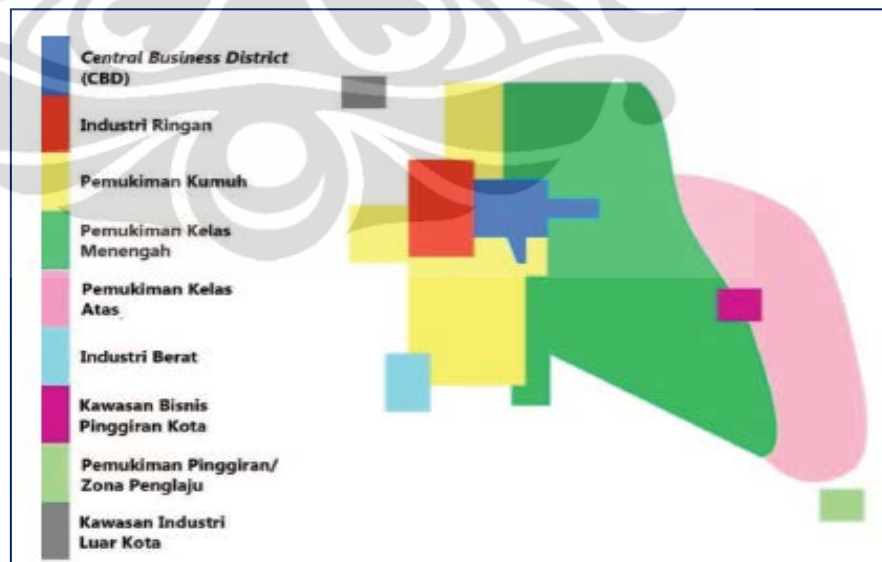 Central Business District
(CBD)
Industri Ringan
Pemukiman Kumuh
Pemukiman Kelas
Menengah
Pemukiman Kelas
Atas
Industri Berat
Kawasan Bisnis
Pinggiran Kota
Pemukiman Pinggiran/
Zona Penglaju
Kawasan Industri
Luar Kota